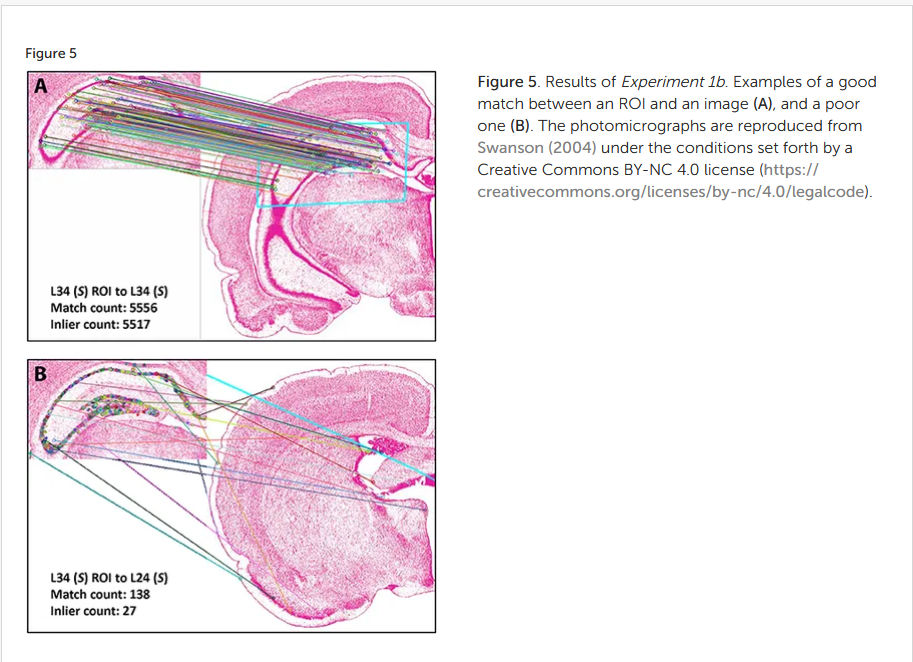 Figure 5
A
L34 (S) ROI to L34 (S)
Match count: 5556
Inlier count: 5517
B
L34 (S) ROI to L24 (S)
Match count: 138
Inlier count: 27
Figure 5. Results of Experiment 1b. Examples of a good
match between an ROI and an image (A), and a poor
one (B). The photomicrographs are reproduced from
Swanson (2004) under the conditions set forth by a
Creative Commons BY-NC 4.0 license (https://
creativecommons.org/licenses/by-nc/4.0/legalcode).